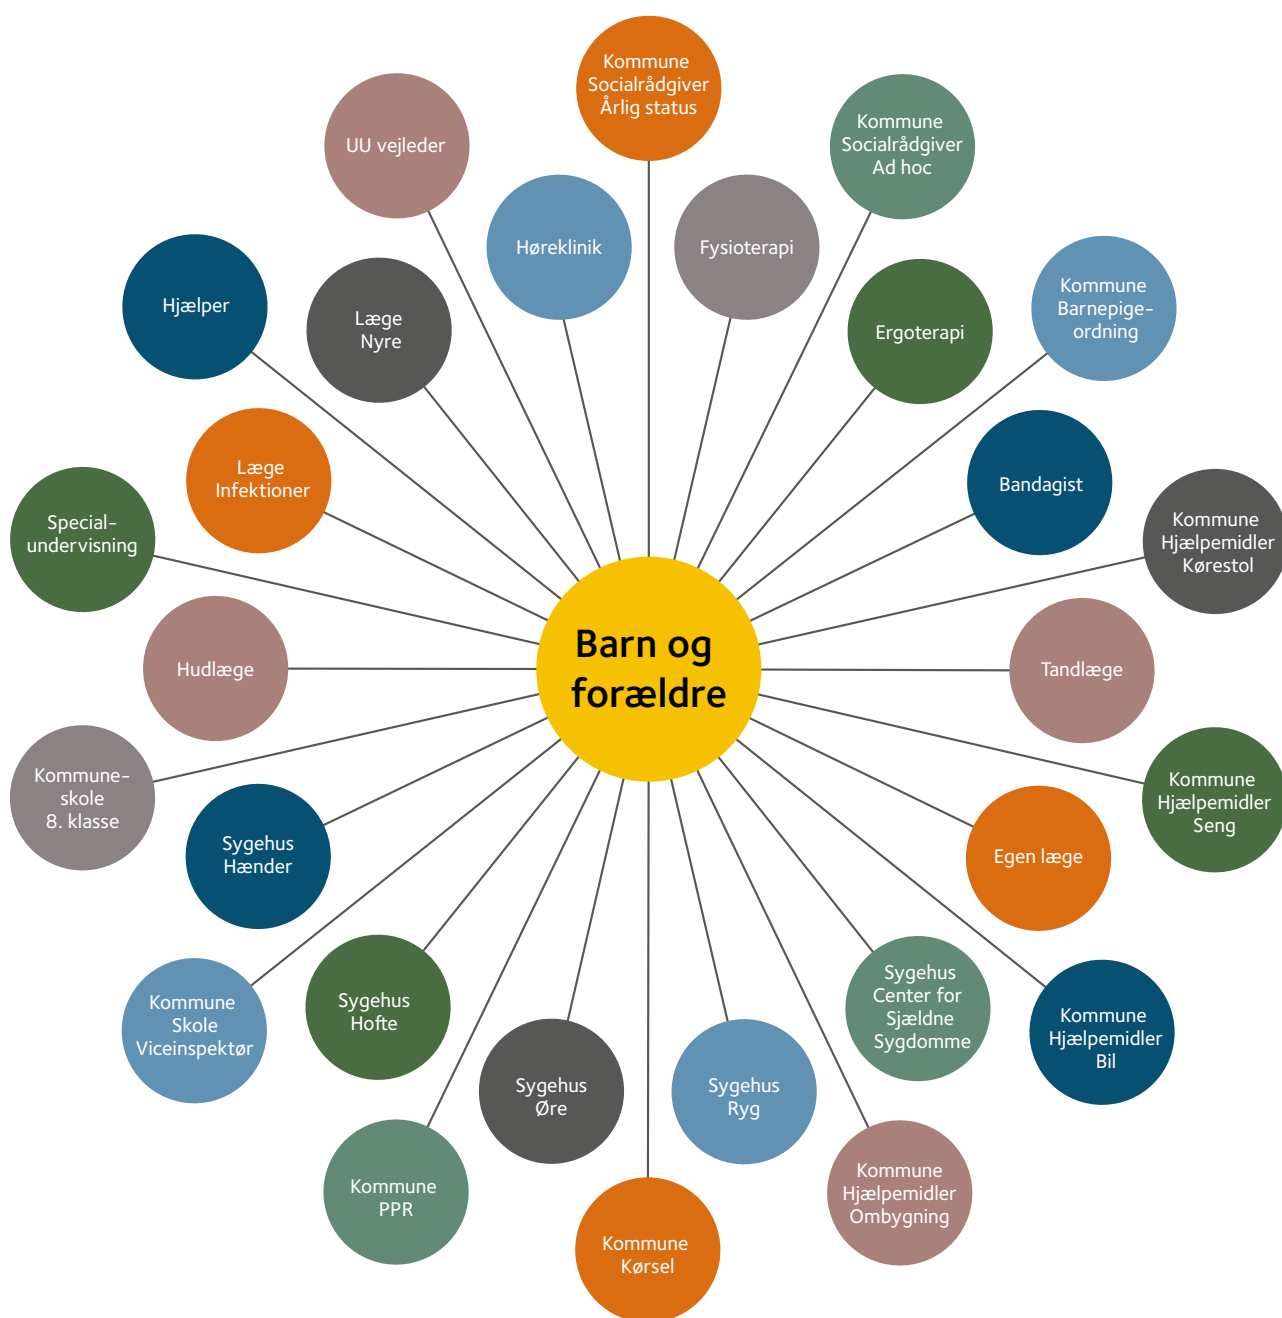 Kommune
Socialrådgiver
Årlig status
UU vejleder
Kommune
Socialrådgiver
Ad hoc
Høreklinik
Fysioterapi
Hjælper
Læge
Nyre
Ergoterapi
Kommune
Barnepige-
ordning
Læge
Infektioner
Bandagist
Special-
undervisning
Kommune
Hjælpemidler
Kørestol
Barn og
forældre
Hudlæge
Tandlæge
Kommune-
skole
8. klasse
Kommune
Hjælpemidler
Seng
Sygehus
Hænder
Egen læge
Kommune
Skole
Viceinspektør
Sygehus
Hofte
Sygehus
Center for
Sjældne
Sygdomme
Kommune
Hjælpemidler
Bil
Sygehus
Øre
Sygehus
Ryg
Kommune
PPR
Kommune
Hjælpemidler
Ombygning
Kommune
Kørsel